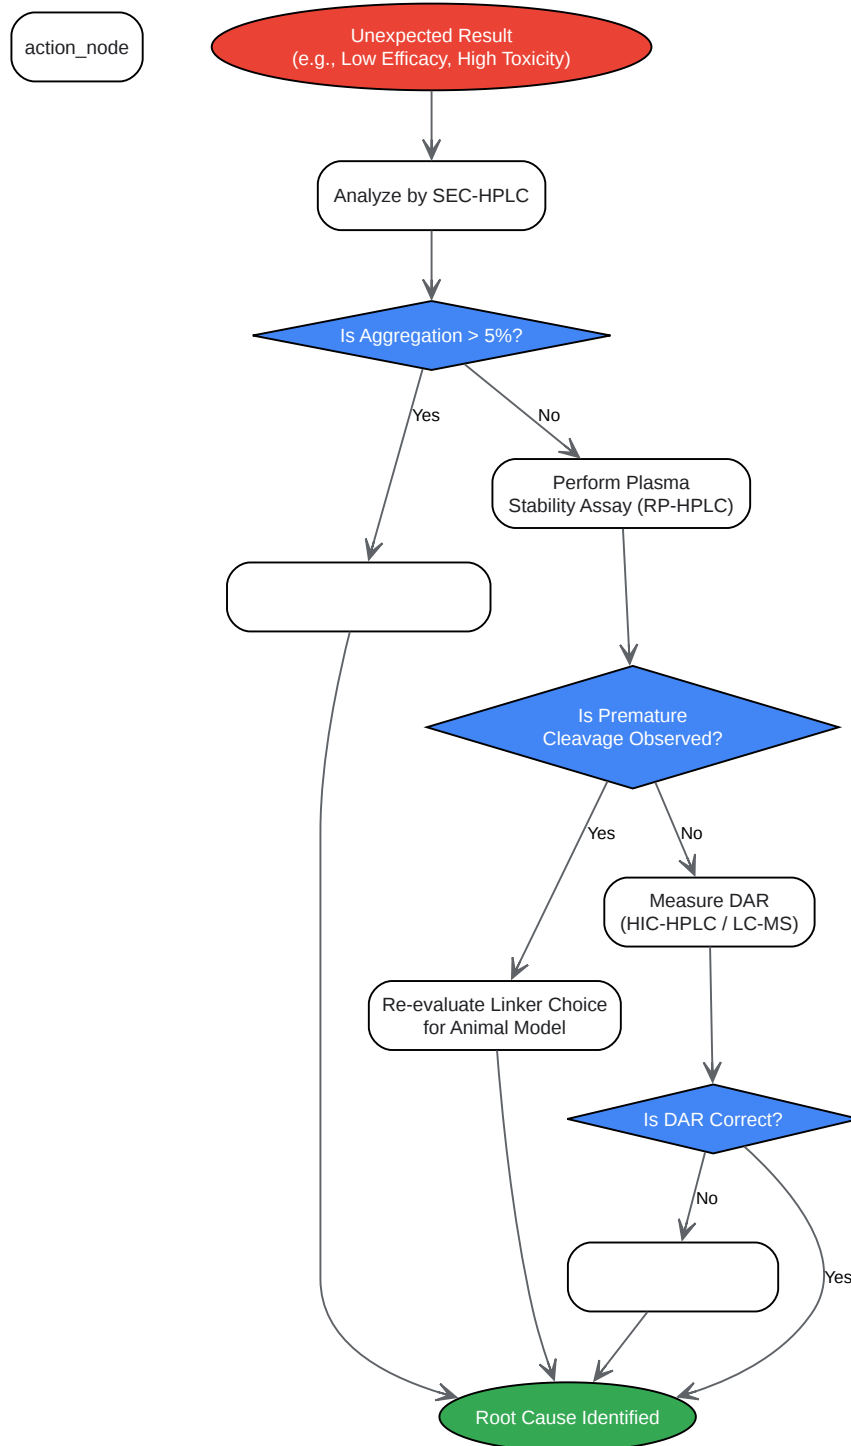 action_node
Unexpected Result
(e.g., Low Efficacy, High Toxicity)
Analyze by SEC-HPLC
Is Aggregation > 5%?
Yes
No
Perform Plasma
Stability Assay (RP-HPLC)
Is Premature
Cleavage Observed?
Yes
No
Measure DAR
(HIC-HPLC / LC-MS)
Re-evaluate Linker Choice
for Animal Model
Is DAR Correct?
No
Yes
Root Cause Identified